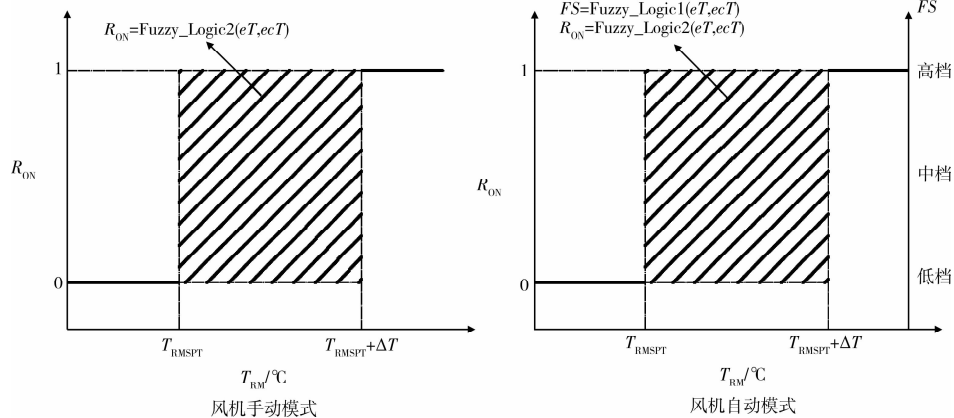 R_ON=Fuzzy_Logic2(eT,ecT)
1
R_ON
0
T_RMSPT
T_RMSPT+ΔT
T_RM/℃
风机手动模式
FS=Fuzzy_Logic1(eT,ecT)
R_ON=Fuzzy_Logic2(eT,ecT)
FS
1
高档
R_ON
中档
0
低档
T_RMSPT
T_RMSPT+ΔT
T_RM/℃
风机自动模式